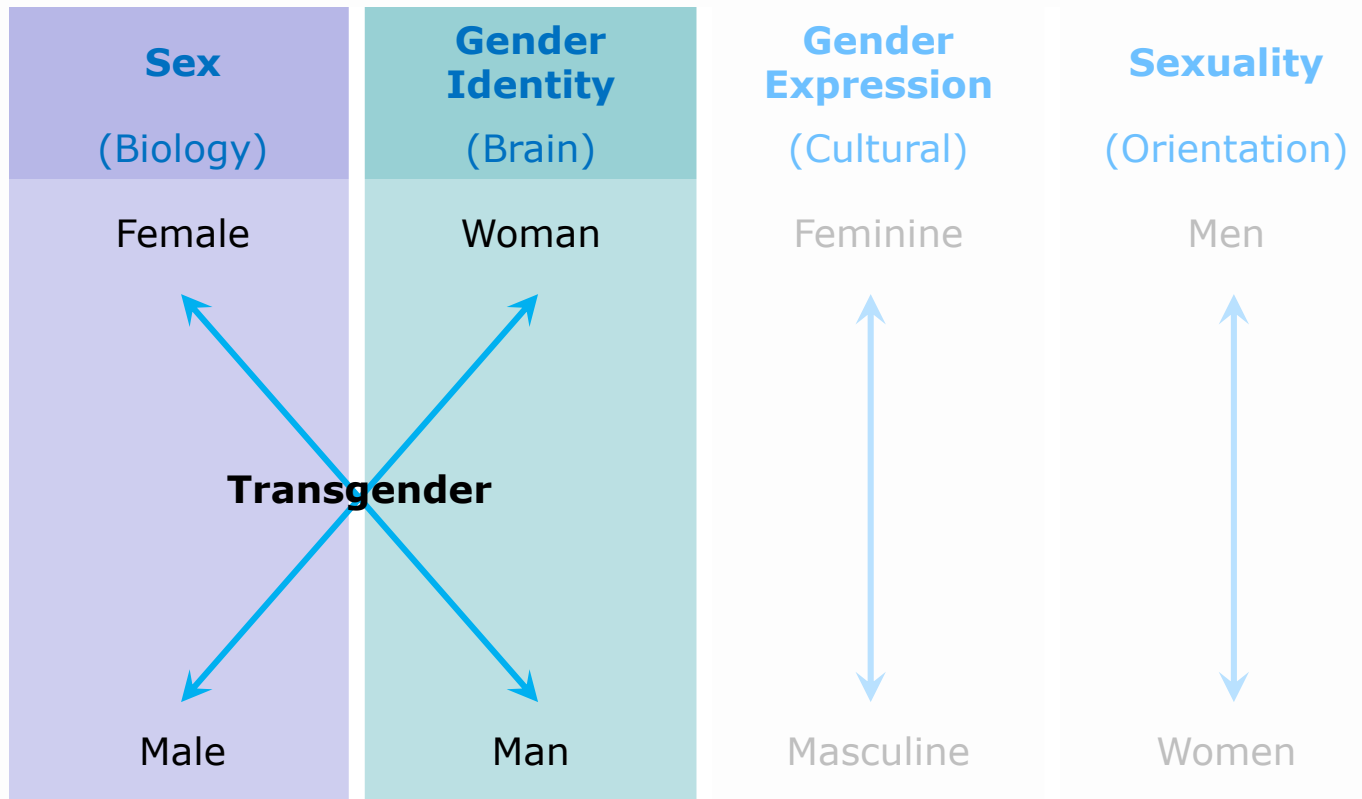 Sex
(Biology)
Female
Male
Gender
Identity
(Brain)
Woman
Man
Transgender
Gender
Expression
(Cultural)
Feminine
Masculine
Sexuality
(Orientation)
Men
Women